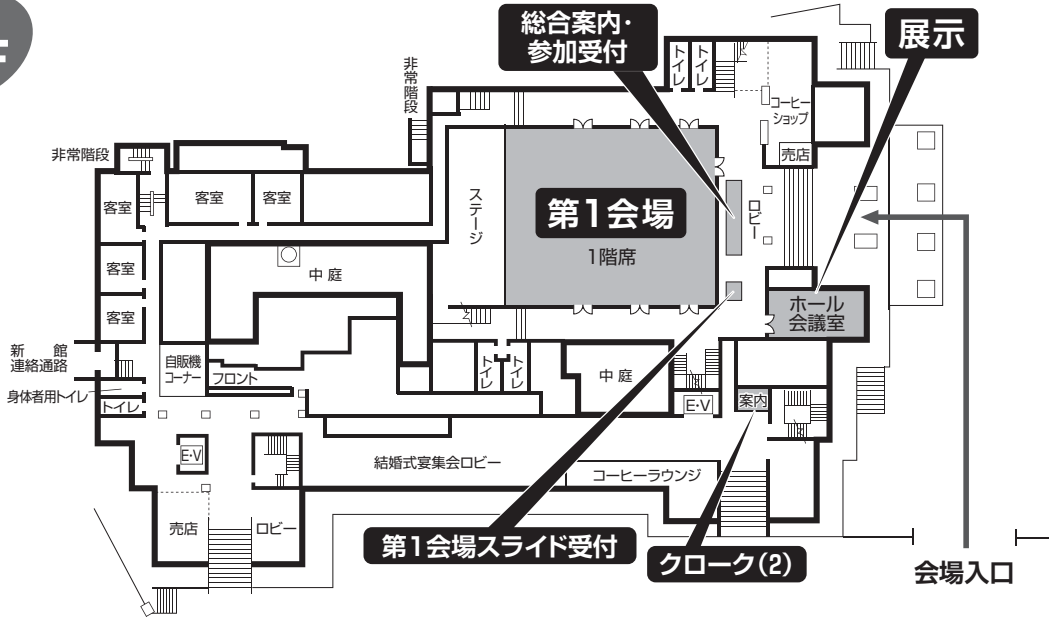 総合案内・
参加受付
展示
トイレ
トイレ
非常階段
コーヒー
ショップ
売店
非常階段
客室
客室
客室
ステージ
第1会場
1階席
ロビー
客室
中庭
ホール
会議室
客室
新館
連絡通路
自販機
コーナー
フロント
トイレ
トイレ
中庭
身体者用トイレ
トイレ
E・V
案内
E・V
結婚式宴集会ロビー
コーヒーラウンジ
売店
ロビー
第1会場スライド受付
クローク(2)
会場入口